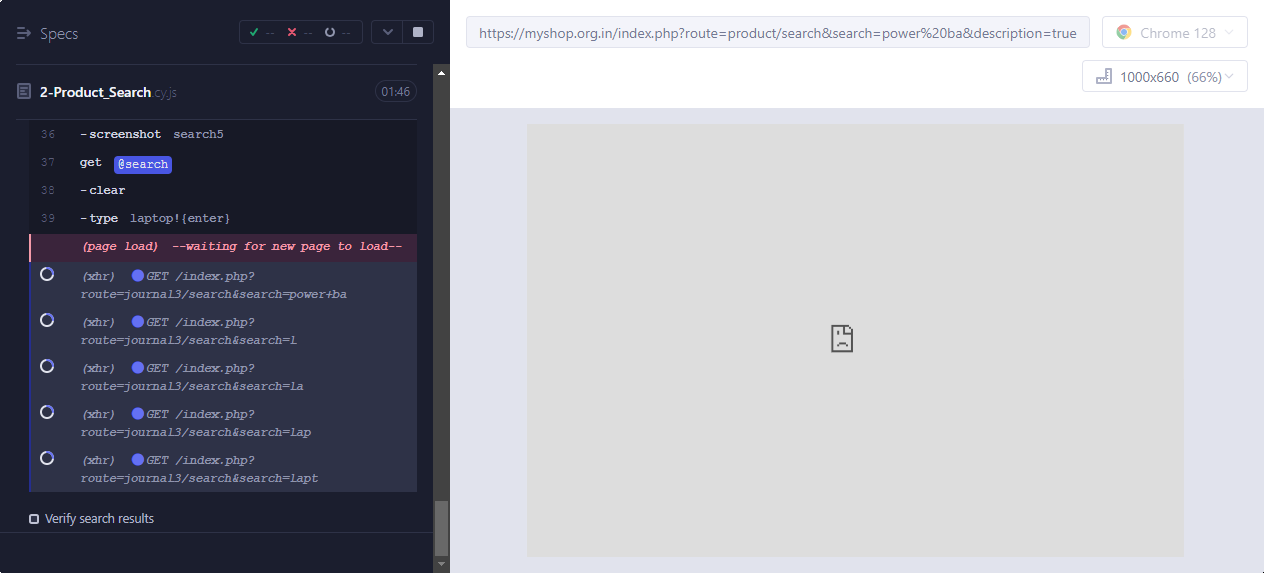 Specs
-- -- --
https://myshop.org.in/index.php?route=product/search&search=power%20ba&description=true
Chrome 128
1000x660 (66%)
2-Product_Search cy.js
01:46
36 -screenshot search5
37 get @search
38 -clear
39 -type laptop!{enter}
(page load) --waiting for new page to load--
(xhr) GET /index.php?
route=journal3/search&search=power+ba
(xhr) GET /index.php?
route=journal3/search&search=l
(xhr) GET /index.php?
route=journal3/search&search=la
(xhr) GET /index.php?
route=journal3/search&search=lap
(xhr) GET /index.php?
route=journal3/search&search=lapt
Verify search results